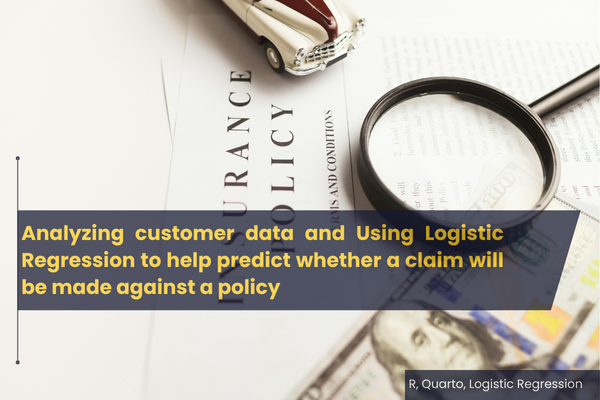 INSURANCE
POLICY
TERMS AND CONDITIONS
Analyzing customer data and Using Logistic
Regression to help predict whether a claim will
be made against a policy
R, Quarto, Logistic Regression